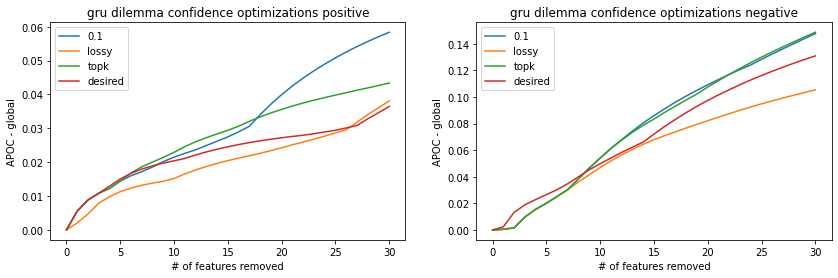 gru dilemma confidence optimizations positive
0.06
0.05
0.04
0.03
0.02
0.01
0.00
APOC - global
0.1
lossy
topk
desired
0 5 10 15 20 25 30
# of features removed
gru dilemma confidence optimizations negative
0.14
0.12
0.10
0.08
0.06
0.04
0.02
0.00
APOC - global
0.1
lossy
topk
desired
0 5 10 15 20 25 30
# of features removed